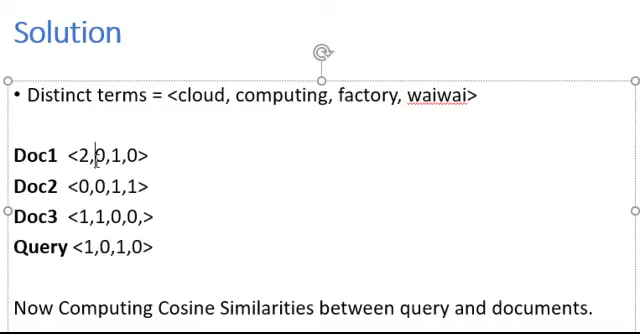 Solution
• Distinct terms = <cloud, computing, factory, waiwai>
Doc1 <2,0,1,0>
Doc2 <0,0,1,1>
Doc3 <1,1,0,0,>
Query <1,0,1,0>
Now Computing Cosine Similarities between query and documents.